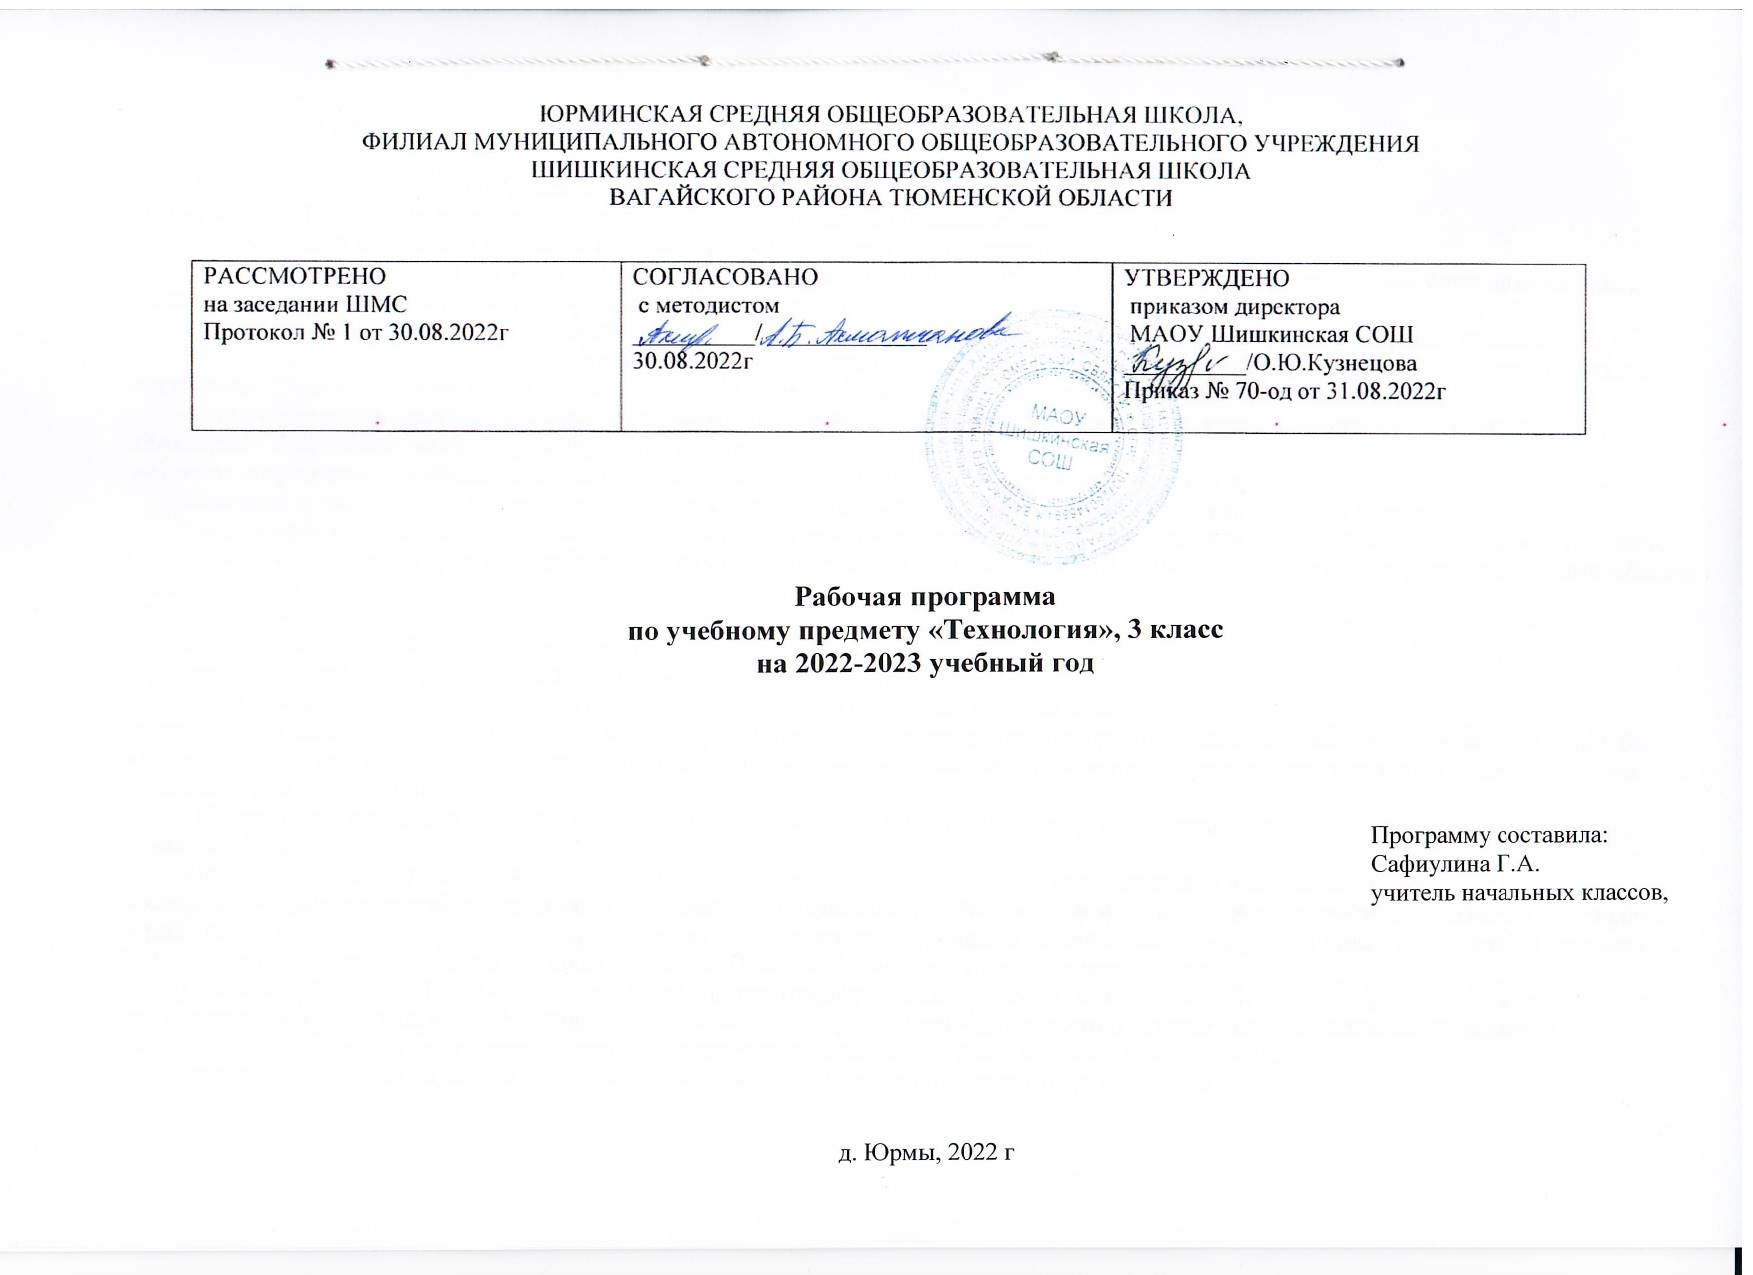 ЮРМИНСКАЯ СРЕДНЯЯ ОБЩЕОБРАЗОВАТЕЛЬНАЯ ШКОЛА,
ФИЛИАЛ МУНИЦИПАЛЬНОГО АВТОНОМНОГО ОБЩЕОБРАЗОВАТЕЛЬНОГО УЧРЕЖДЕНИЯ
ШИШКИНСКАЯ СРЕДНЯЯ ОБЩЕОБРАЗОВАТЕЛЬНАЯ ШКОЛА
ВАГАЙСКОГО РАЙОНА ТЮМЕНСКОЙ ОБЛАСТИ
РАССМОТРЕНО
на заседании ШМС
Протокол № 1 от 30.08.2022г
СОГЛАСОВАНО
с методистом
/А.Б.
30.08.2022г
УТВЕРЖДЕНО
приказом директора
МАОУ Шишкинская СОШ
/О.Ю.Кузнецова
Приказ № 70-од от 31.08.2022г
МАОУ
Шишкинская
СОШ
Рабочая программа
по учебному предмету «Технология», 3 класс
на 2022-2023 учебный год
Программу составила:
Сафиулина Г.А.
учитель начальных классов,
д. Юрмы, 2022 г